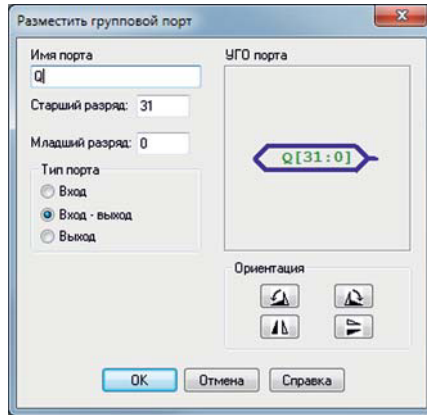 Разместить групповой порт
Имя порта
Q
Старший разряд: 31
Младший разряд: 0
Тип порта
Вход
Вход - выход
Выход
УГО порта
Q[31:0]
Ориентация
OK Отмена Справка